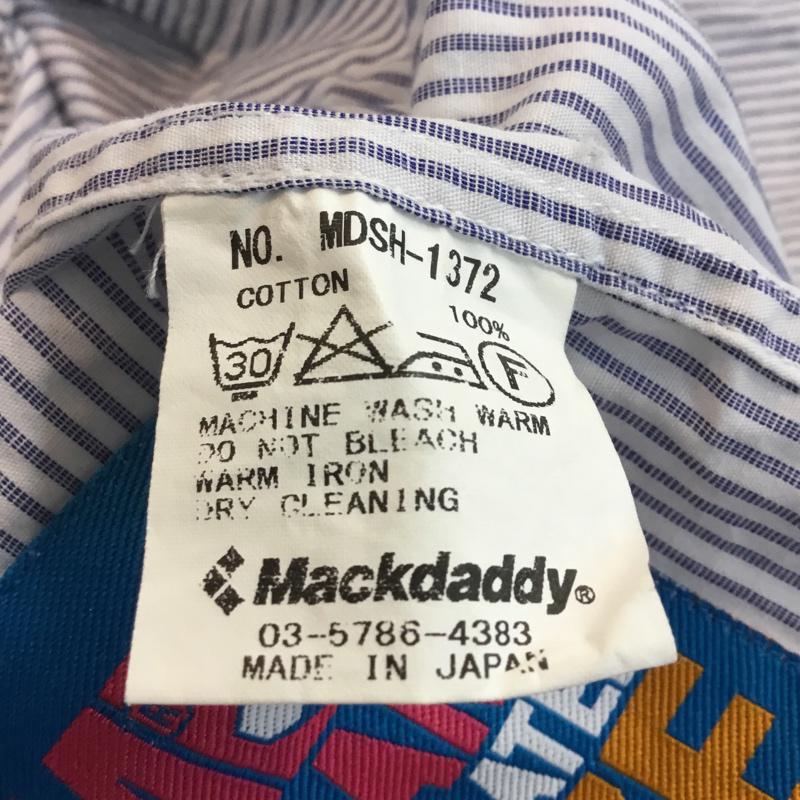 NO. MDSH-1372
COTTON 100%
30 F
MACHINE WASH WARM
DO NOT BLEACH
WARM IRON
DRY CLEANING
Mackdaddy®
03-5786-4383
MADE IN JAPAN